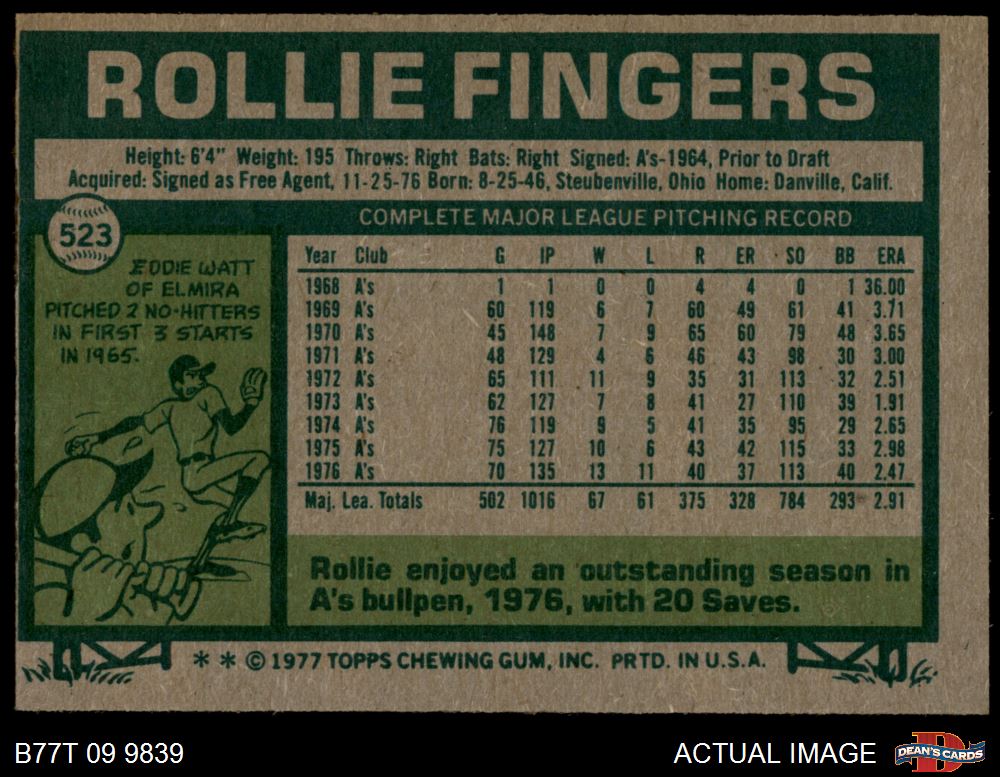 ROLLIE FINGERS
Height: 6'4" Weight: 195 Throws: Right Bats: Right Signed: A's-1964, Prior to Draft
Acquired: Signed as Free Agent, 11-25-76 Born: 8-25-46, Steubenville, Ohio Home: Danville, Calif.
523
EDDIE WATT
OF ELMIRA
PITCHED 2 NO-HITTERS
IN FIRST 3 STARTS
IN 1965.
COMPLETE MAJOR LEAGUE PITCHING RECORD
Year Club G IP W L R ER SO BB ERA
1968 A's 1 1 0 0 4 4 0 1 36.00
1969 A's 60 119 6 7 60 49 61 41 3.71
1970 A's 45 148 7 9 65 60 79 48 3.65
1971 A's 48 129 4 6 46 43 98 30 3.00
1972 A's 65 111 11 9 35 31 113 32 2.51
1973 A's 62 127 7 8 41 27 110 39 1.91
1974 A's 76 119 9 5 41 35 95 29 2.65
1975 A's 75 127 10 6 43 42 115 33 2.98
1976 A's 70 135 13 11 40 37 113 40 2.47
Maj. Lea. Totals 502 1016 67 61 375 328 784 293 2.91
Rollie enjoyed an outstanding season in
A's bullpen, 1976, with 20 Saves.
* * © 1977 TOPPS CHEWING GUM, INC. PRTD. IN U.S.A.
B77T 09 9839
ACTUAL IMAGE
D
DEAN'S CARDS